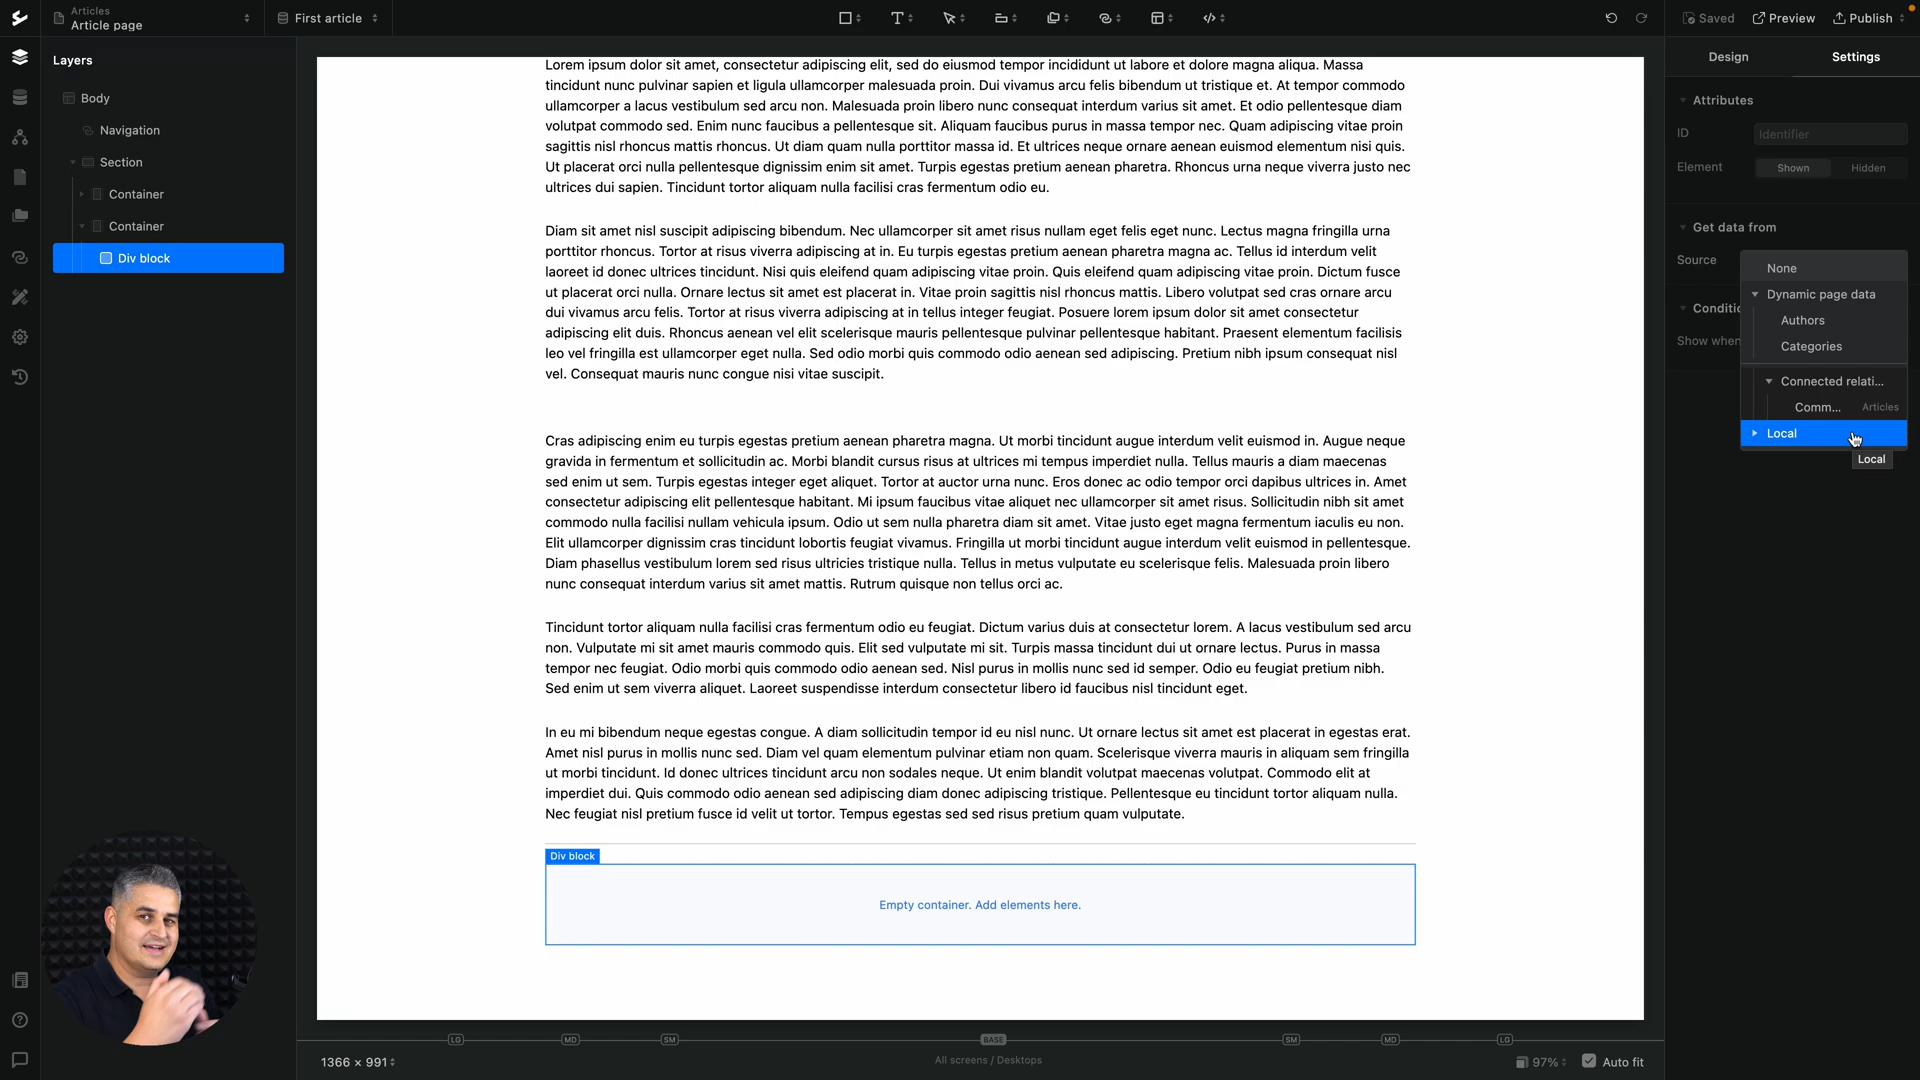 Articles
Article page
First article
Saved
Preview
Publish
Layers
Body
Navigation
Section
Container
Container
Div block
Lorem ipsum dolor sit amet, consectetur adipiscing elit, sed do eiusmod tempor incididunt ut labore et dolore magna aliqua. Massa
tincidunt nunc pulvinar sapien et ligula ullamcorper malesuada proin. Dui vivamus arcu felis bibendum ut tristique et. At tempor commodo
ullamcorper a lacus vestibulum sed arcu non. Malesuada proin libero nunc consequat interdum varius sit amet. Et odio pellentesque diam
volutpat commodo sed. Enim nunc faucibus a pellentesque sit. Aliquam faucibus purus in massa tempor nec. Quam adipiscing vitae proin
sagittis nisl rhoncus mattis rhoncus. Ut diam quam nulla porttitor massa id. Et ultrices neque ornare aenean euismod elementum nisi quis.
Ut placerat orci nulla pellentesque dignissim enim sit amet. Turpis egestas pretium aenean pharetra. Rhoncus urna neque viverra justo nec
ultrices dui sapien. Tincidunt tortor aliquam nulla facilisi cras fermentum odio eu.
Diam sit amet nisl suscipit adipiscing bibendum. Nec ullamcorper sit amet risus nullam eget felis eget nunc. Lectus magna fringilla urna
porttitor rhoncus. Tortor at risus viverra adipiscing at in. Eu turpis egestas pretium aenean pharetra magna ac. Tellus id interdum velit
laoreet id donec ultrices tincidunt. Nisi quis eleifend quam adipiscing vitae proin. Quis eleifend quam adipiscing vitae proin. Dictum fusce
ut placerat orci nulla. Ornare lectus sit amet est placerat in. Vitae proin sagittis nisl rhoncus mattis. Libero volutpat sed cras ornare arcu
dui vivamus arcu felis. Tortor at risus viverra adipiscing at in tellus integer feugiat. Posuere lorem ipsum dolor sit amet consectetur
adipiscing elit duis. Rhoncus aenean vel elit scelerisque mauris pellentesque pulvinar pellentesque habitant. Praesent elementum facilisis
leo vel fringilla est ullamcorper eget nulla. Sed odio morbi quis commodo odio aenean sed adipiscing. Pretium nibh ipsum consequat nisl
vel. Consequat mauris nunc congue nisi vitae suscipit.
Cras adipiscing enim eu turpis egestas pretium aenean pharetra magna. Ut morbi tincidunt augue interdum velit euismod in. Augue neque
gravida in fermentum et sollicitudin ac. Morbi blandit cursus risus at ultrices mi tempus imperdiet nulla. Tellus mauris a diam maecenas
sed enim ut sem. Turpis egestas integer eget aliquet. Tortor at auctor urna nunc. Eros donec ac odio tempor orci dapibus ultrices in. Amet
consectetur adipiscing elit pellentesque habitant. Mi ipsum faucibus vitae aliquet nec ullamcorper sit amet risus. Sollicitudin nibh sit amet
commodo nulla facilisi nullam vehicula ipsum. Odio ut sem nulla pharetra diam sit amet. Vitae justo eget magna fermentum iaculis eu non.
Elit ullamcorper dignissim cras tincidunt lobortis feugiat vivamus. Fringilla ut morbi tincidunt augue interdum velit euismod in pellentesque.
Diam phasellus vestibulum lorem sed risus ultricies tristique nulla. Tellus in metus vulputate eu scelerisque felis. Malesuada proin libero
nunc consequat interdum varius sit amet mattis. Rutrum quisque non tellus orci ac.
Tincidunt tortor aliquam nulla facilisi cras fermentum odio eu feugiat. Dictum varius duis at consectetur lorem. A lacus vestibulum sed arcu
non. Vulputate mi sit amet mauris commodo quis. Elit sed vulputate mi sit. Turpis massa tincidunt dui ut ornare lectus. Purus in massa
tempor nec feugiat. Odio morbi quis commodo odio aenean sed. Nisl purus in mollis nunc sed id semper. Odio eu feugiat pretium nibh.
Sed enim ut sem viverra aliquet. Laoreet suspendisse interdum consectetur libero id faucibus nisl tincidunt eget.
In eu mi bibendum neque egestas congue. A diam sollicitudin tempor id eu nisl nunc. Ut ornare lectus sit amet est placerat in egestas erat.
Amet nisl purus in mollis nunc sed. Diam vel quam elementum pulvinar etiam non quam. Scelerisque viverra mauris in aliquam sem fringilla
ut morbi tincidunt. Id donec ultrices tincidunt arcu non sodales neque. Ut enim blandit volutpat maecenas volutpat. Commodo elit at
imperdiet dui. Quis commodo odio aenean sed adipiscing diam donec adipiscing tristique. Pellentesque eu tincidunt tortor aliquam nulla.
Nec feugiat nisl pretium fusce id velit ut tortor. Tempus egestas sed sed risus pretium quam vulputate.
Div block
Empty container. Add elements here.
LG MD SM BASE SM MD LG
1366 × 991
All screens / Desktops
97%
Auto fit
Design
Settings
Attributes
ID
Identifier
Element
Shown
Hidden
Get data from
Source
None
Dynamic page data
Authors
Categories
Connected relati...
Comm... Articles
Local
Local
Conditio
Show when